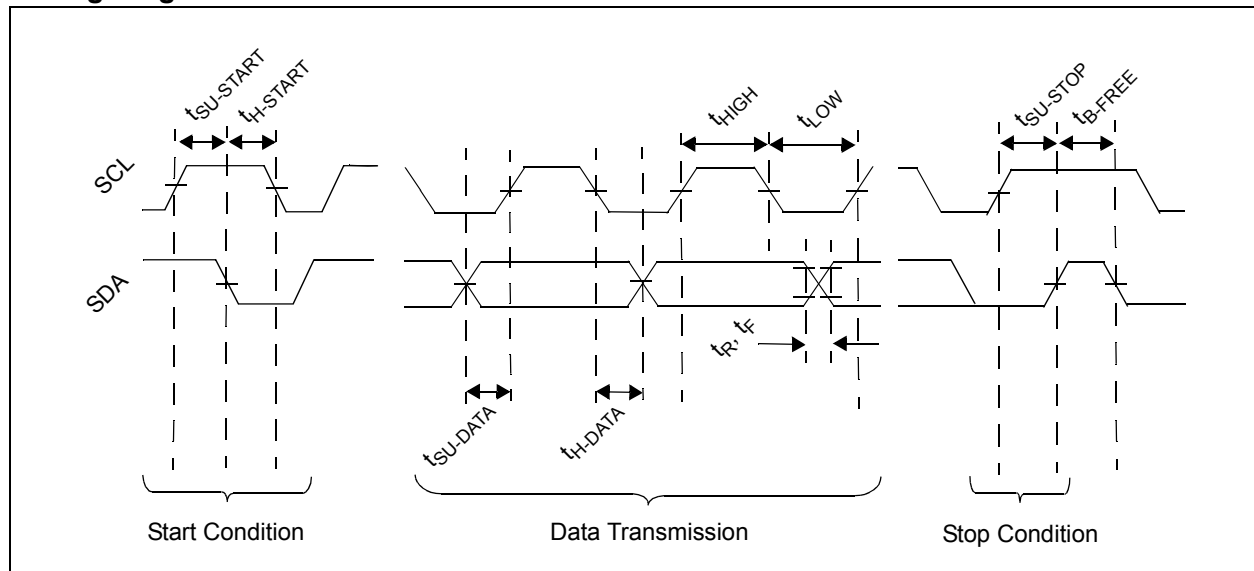 tSU-START
tH-START
tHIGH
tLOW
tSU-STOP
tB-FREE
SCL
SDA
tR, tF
tSU-DATA
tH-DATA
Start Condition
Data Transmission
Stop Condition